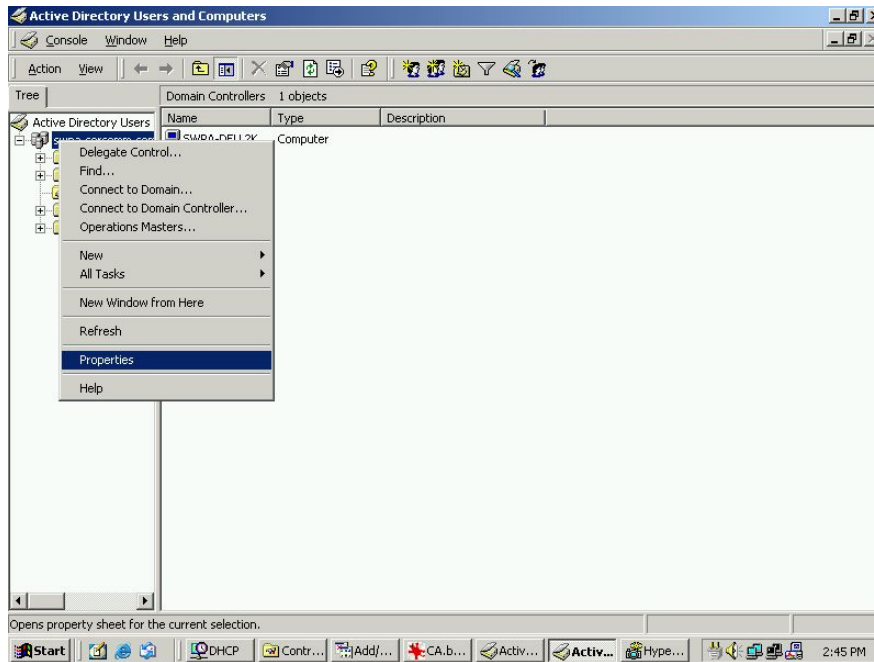 Active Directory Users and Computers
Console Window Help
Action View
Tree
Domain Controllers 1 objects
Active Directory Users
Name Type Description
SWPA-DELL2K Computer
Delegate Control...
Find...
Connect to Domain...
Connect to Domain Controller...
Operations Masters...
New
All Tasks
New Window from Here
Refresh
Properties
Help
Opens property sheet for the current selection.
Start DHCP Contr... Add/... CA.b... Activ... Activ... Hype... 2:45 PM